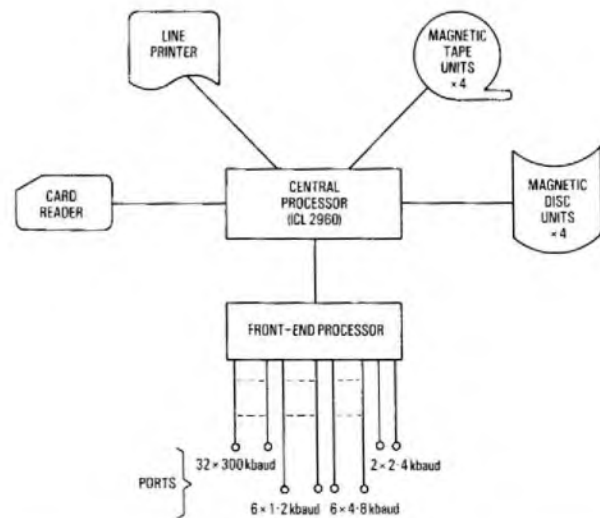 LINE
PRINTER
MAGNETIC
TAPE
UNITS
×4
CARD
READER
CENTRAL
PROCESSOR
(ICL 2960)
MAGNETIC
DISC
UNITS
×4
FRONT-END PROCESSOR
32×300 kbaud
2×2·4 kbaud
PORTS
6×1·2 kbaud
6×4·8 kbaud